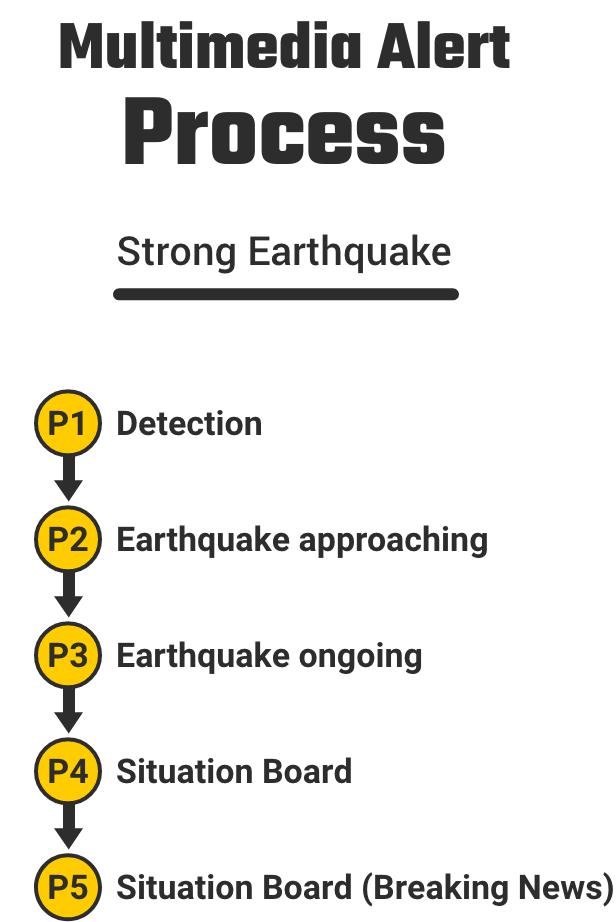 Multimedia Alert
Process
Strong Earthquake
P1 Detection
P2 Earthquake approaching
P3 Earthquake ongoing
P4 Situation Board
P5 Situation Board (Breaking News)